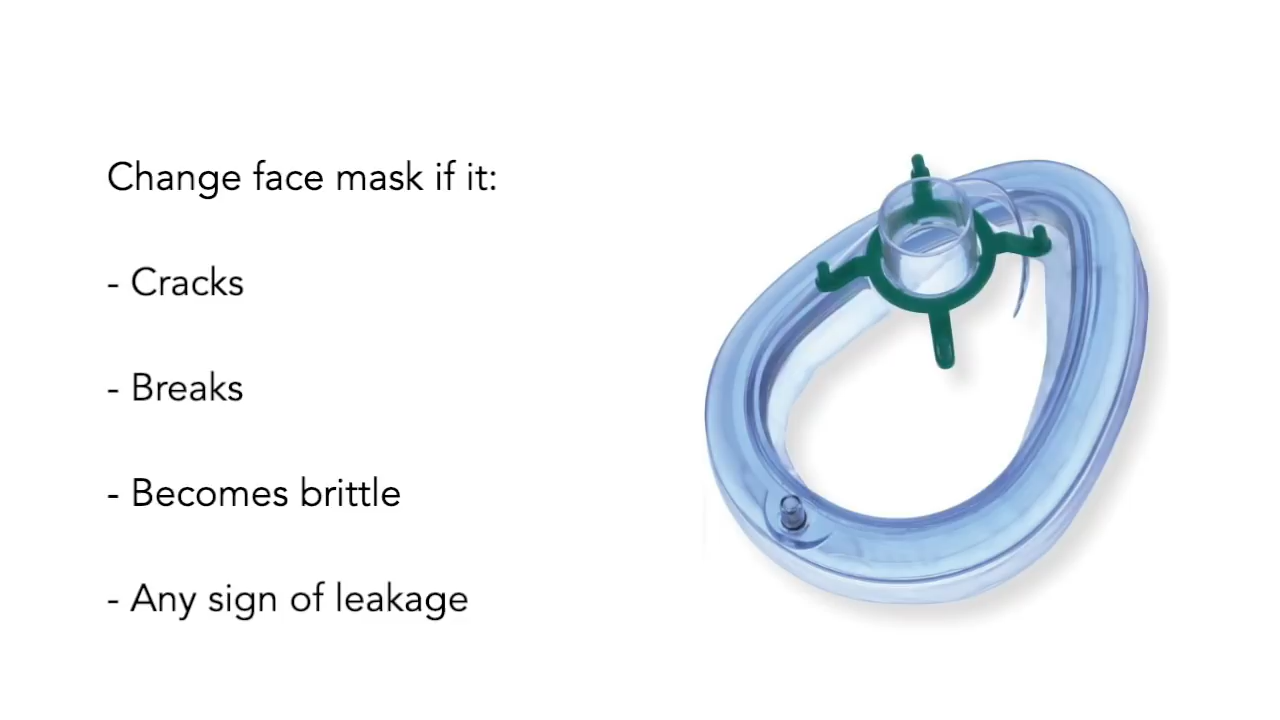 Change face mask if it:
- Cracks
- Breaks
- Becomes brittle
- Any sign of leakage